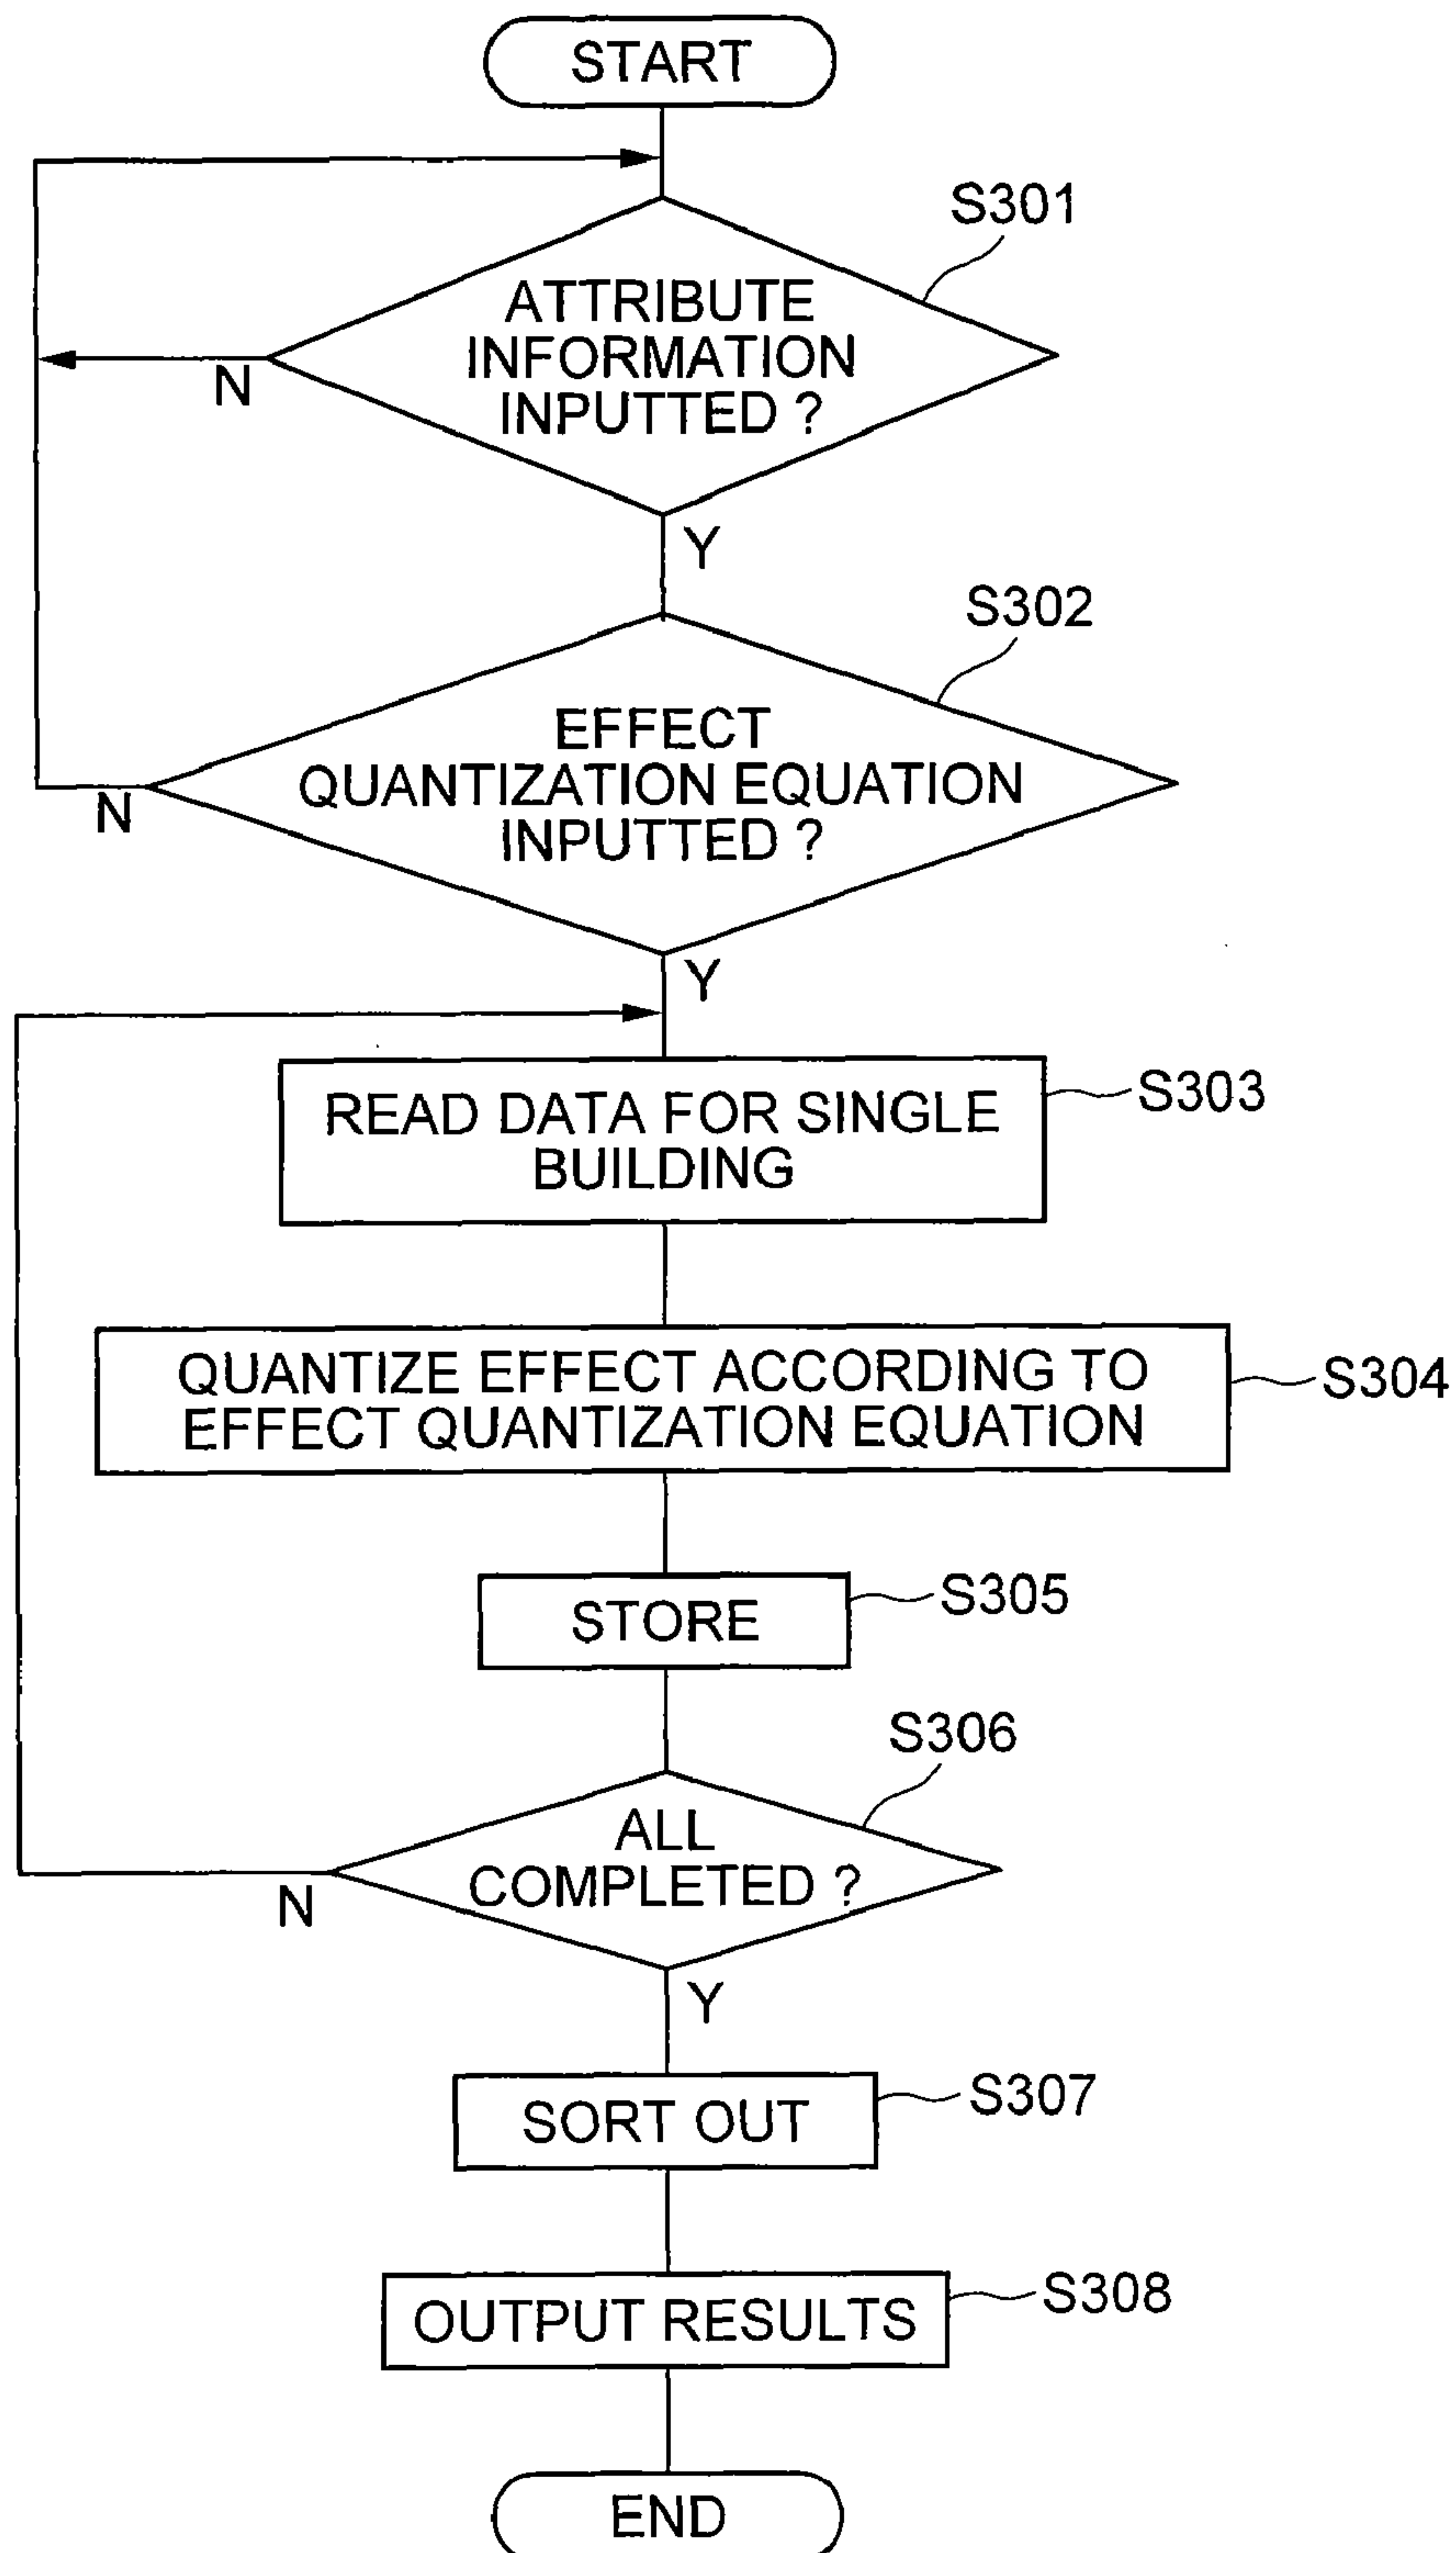 START
S301
ATTRIBUTE
INFORMATION
INPUTTED ?
N
Y
S302
EFFECT
QUANTIZATION EQUATION
INPUTTED ?
N
Y
READ DATA FOR SINGLE
BUILDING
S303
QUANTIZE EFFECT ACCORDING TO
EFFECT QUANTIZATION EQUATION
S304
STORE
S305
S306
ALL
COMPLETED ?
N
Y
SORT OUT
S307
OUTPUT RESULTS
S308
END